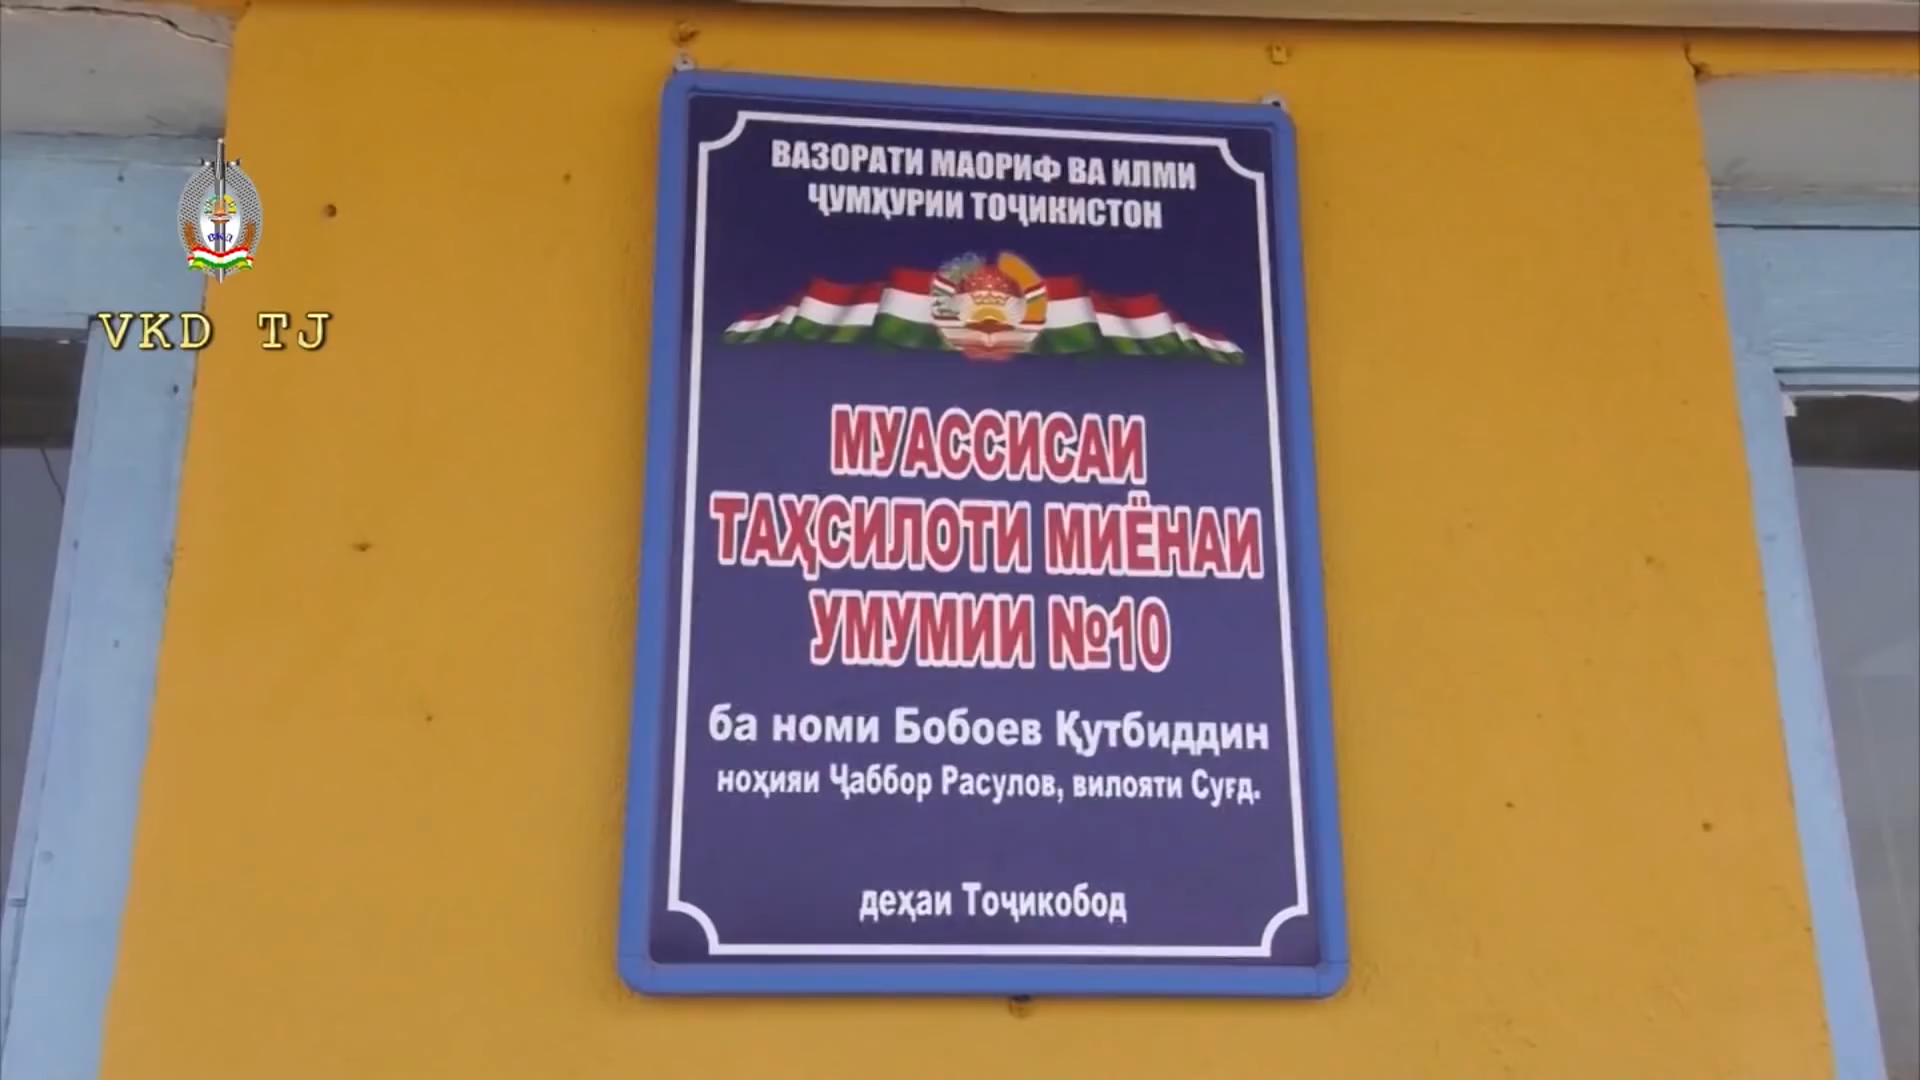 ВАЗОРАТИ МАОРИФ ВА ИЛМИ
ҶУМҲУРИИ ТОҶИКИСТОН
ВКД
VKD TJ
МУАССИСАИ
ТАҲСИЛОТИ МИЁНАИ
УМУМИИ №10
ба номи Бобоев Қутбиддин
ноҳияи Ҷаббор Расулов, вилояти Суғд.
деҳаи Тоҷикобод